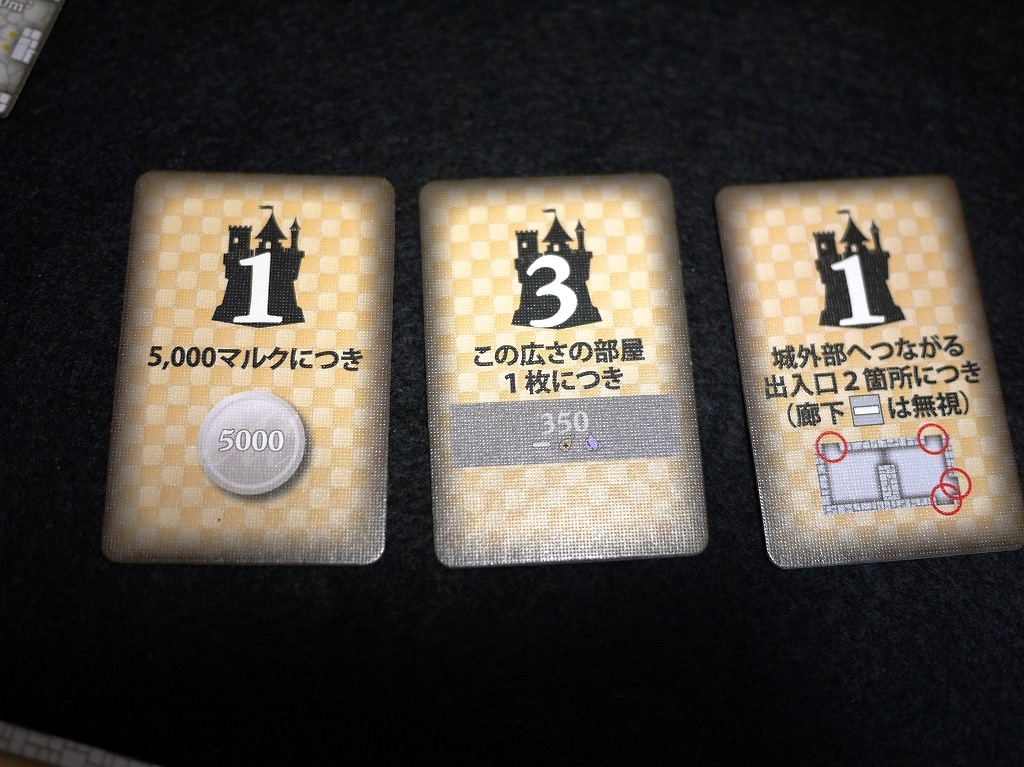 0m²
1
5,000マルクにつき
5000
3
この広さの部屋
1枚につき
350
1
城外部へつながる
出入口2箇所につき
(廊下 は無視)